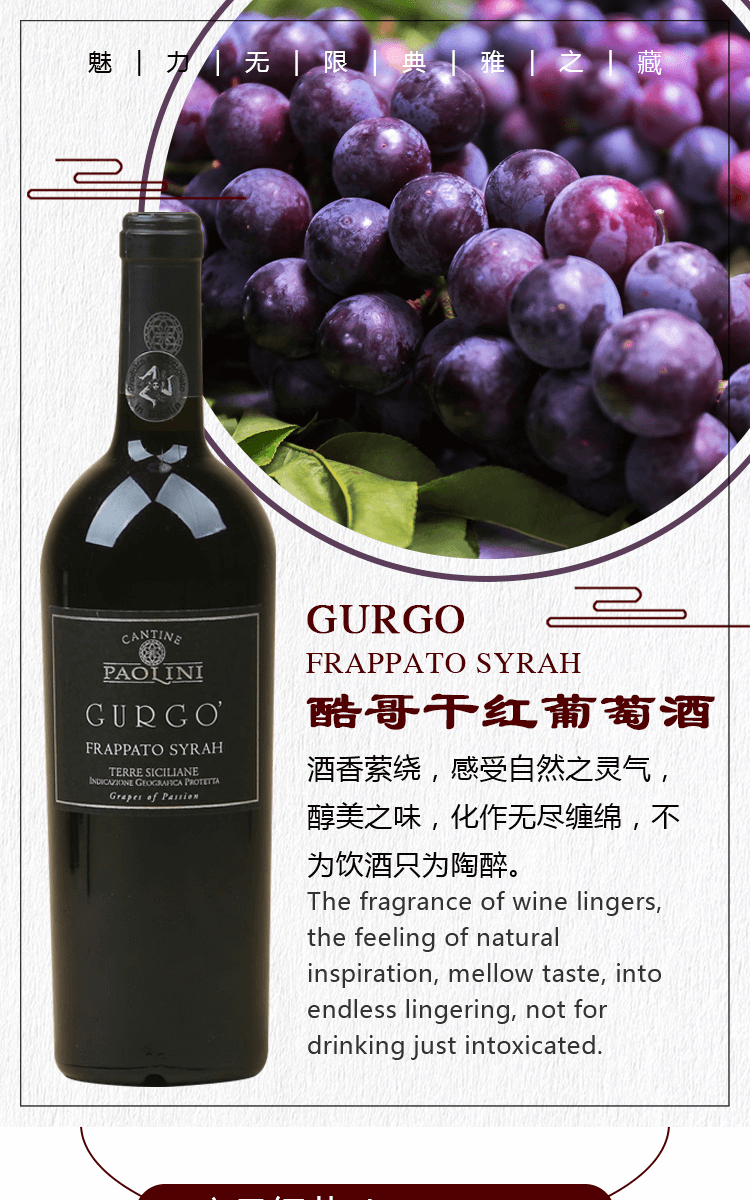 魅 | 力 | 无 | 限 | 典 | 雅 | 之 | 藏
CANTINE
PAOLINI
GURGO'
FRAPPATO SYRAH
TERRE SICILIANE
INDICAZIONE GEOGRAFICA PROTETTA
Grapes of Passion
GURGO
FRAPPATO SYRAH
酷哥干红葡萄酒
酒香萦绕，感受自然之灵气，
醇美之味，化作无尽缠绵，不
为饮酒只为陶醉。
The fragrance of wine lingers,
the feeling of natural
inspiration, mellow taste, into
endless lingering, not for
drinking just intoxicated.